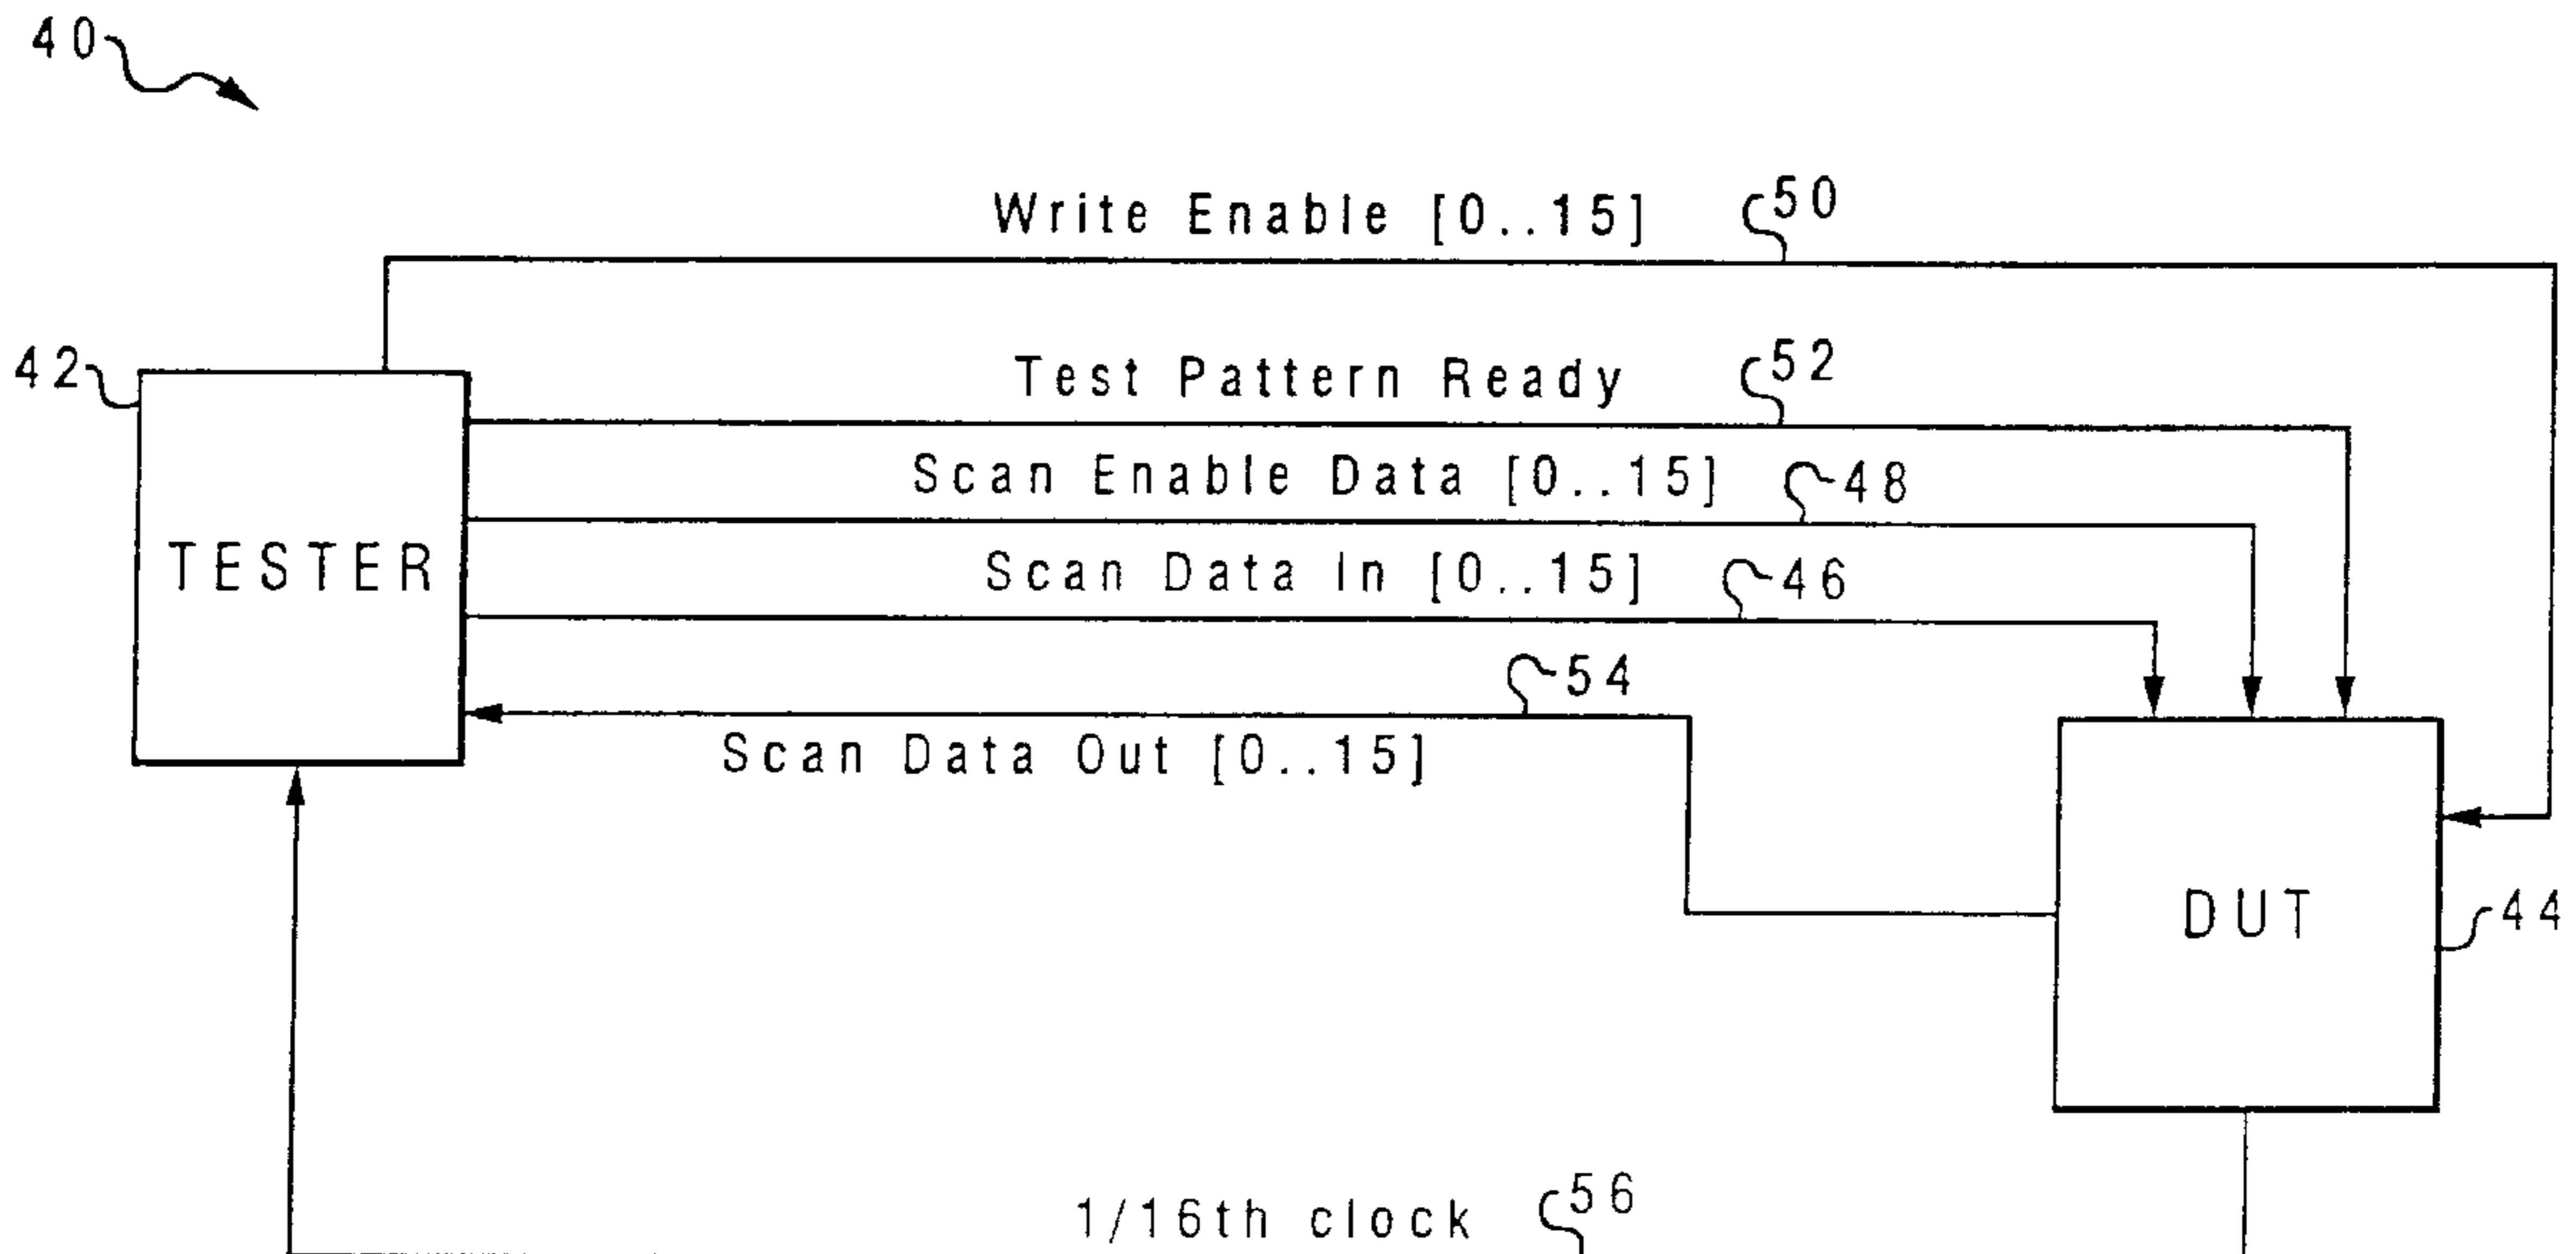 40
Write Enable [0..15] 50
42
Test Pattern Ready 52
Scan Enable Data [0..15] 48
TESTER
Scan Data In [0..15] 46
54
Scan Data Out [0..15]
DUT
44
1/16th clock 56